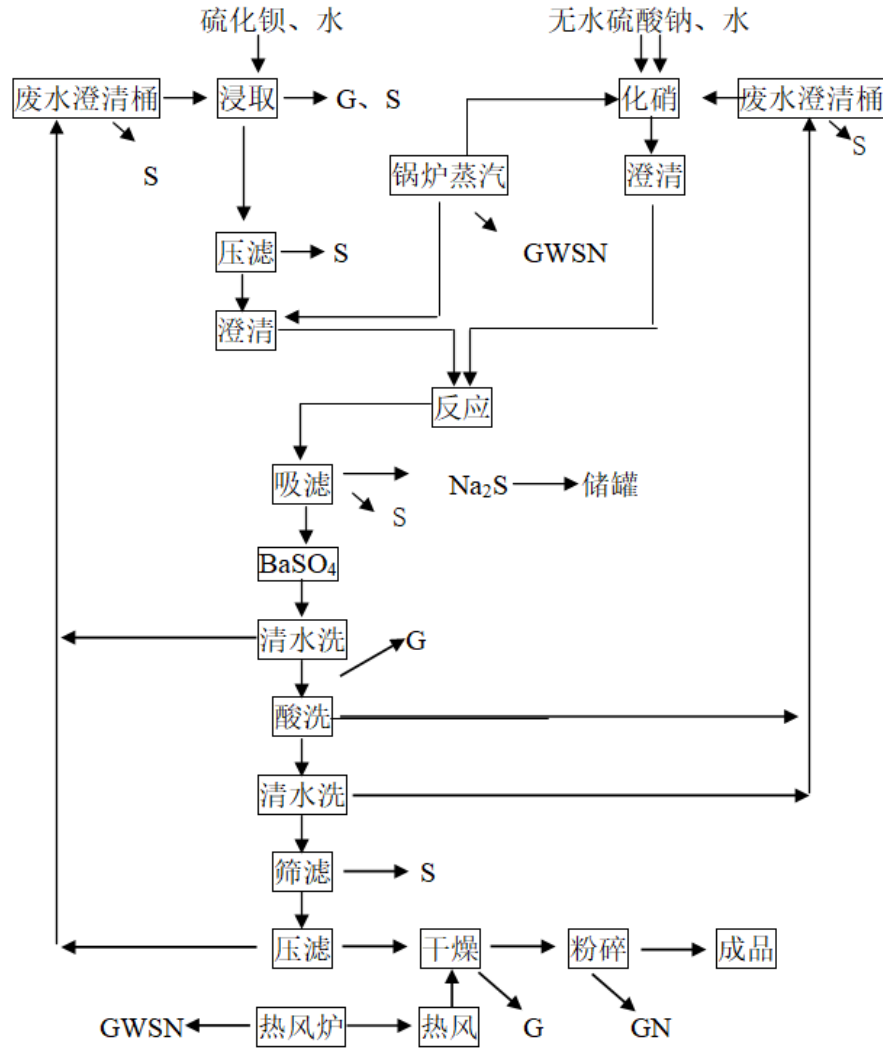 硫化钡、水
无水硫酸钠、水
废水澄清桶
浸取
G、S
化硝
废水澄清桶
S
S
锅炉蒸汽
澄清
压滤
S
GWSN
澄清
反应
吸滤
Na₂S
储罐
S
BaSO₄
清水洗
G
酸洗
清水洗
筛滤
S
压滤
干燥
粉碎
成品
GWSN
热风炉
热风
G
GN